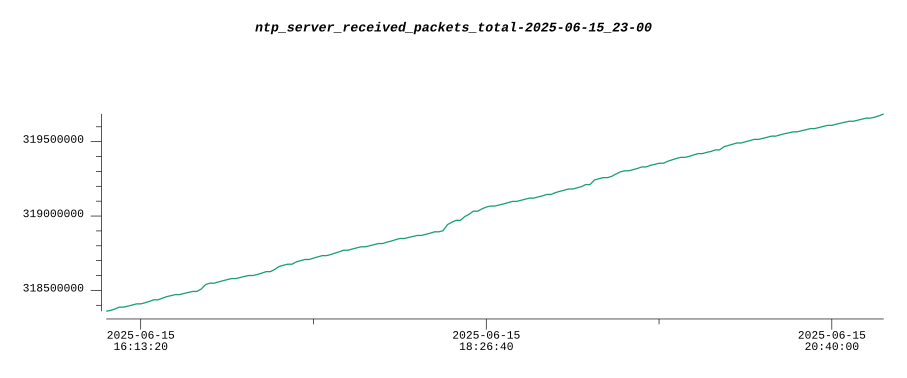 ntp_server_received_packets_total-2025-06-15_23-00
319500000
319000000
318500000
2025-06-15 2025-06-15 2025-06-15
16:13:20 18:26:40 20:40:00